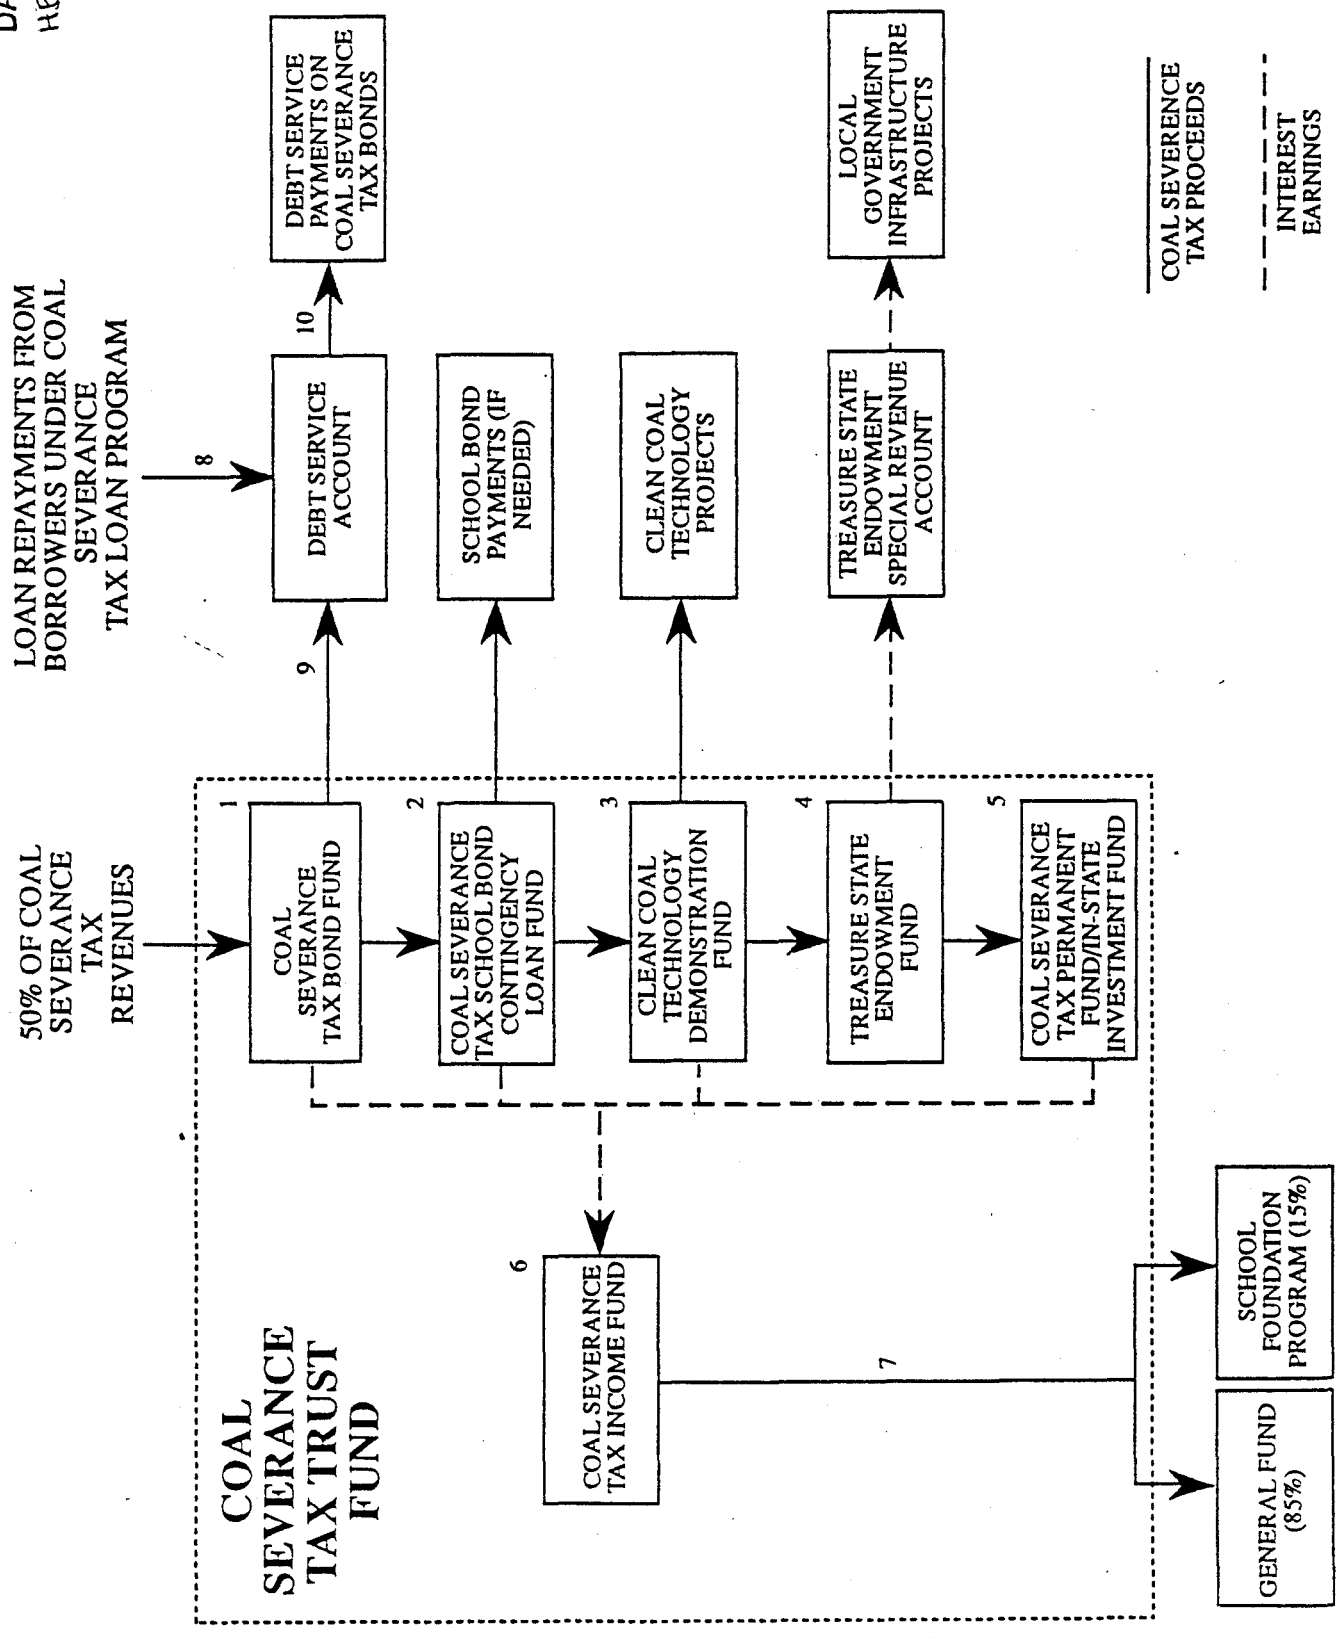 DA
HB
LOAN REPAYMENTS FROM
BORROWERS UNDER COAL
SEVERANCE
TAX LOAN PROGRAM
50% OF COAL
SEVERANCE
TAX
REVENUES
COAL
SEVERANCE
TAX TRUST
FUND
1
COAL
SEVERANCE
TAX BOND FUND
9
8
DEBT SERVICE
ACCOUNT
10
DEBT SERVICE
PAYMENTS ON
COAL SEVERANCE
TAX BONDS
2
COAL SEVERANCE
TAX SCHOOL BOND
CONTINGENCY
LOAN FUND
SCHOOL BOND
PAYMENTS (IF
NEEDED)
3
CLEAN COAL
TECHNOLOGY
DEMONSTRATION
FUND
CLEAN COAL
TECHNOLOGY
PROJECTS
4
TREASURE STATE
ENDOWMENT
FUND
TREASURE STATE
ENDOWMENT
SPECIAL REVENUE
ACCOUNT
LOCAL
GOVERNMENT
INFRASTRUCTURE
PROJECTS
5
COAL SEVERANCE
TAX PERMANENT
FUND/IN-STATE
INVESTMENT FUND
6
COAL SEVERANCE
TAX INCOME FUND
7
GENERAL FUND
(85%)
SCHOOL
FOUNDATION
PROGRAM (15%)
COAL SEVERENCE
TAX PROCEEDS
INTEREST
EARNINGS